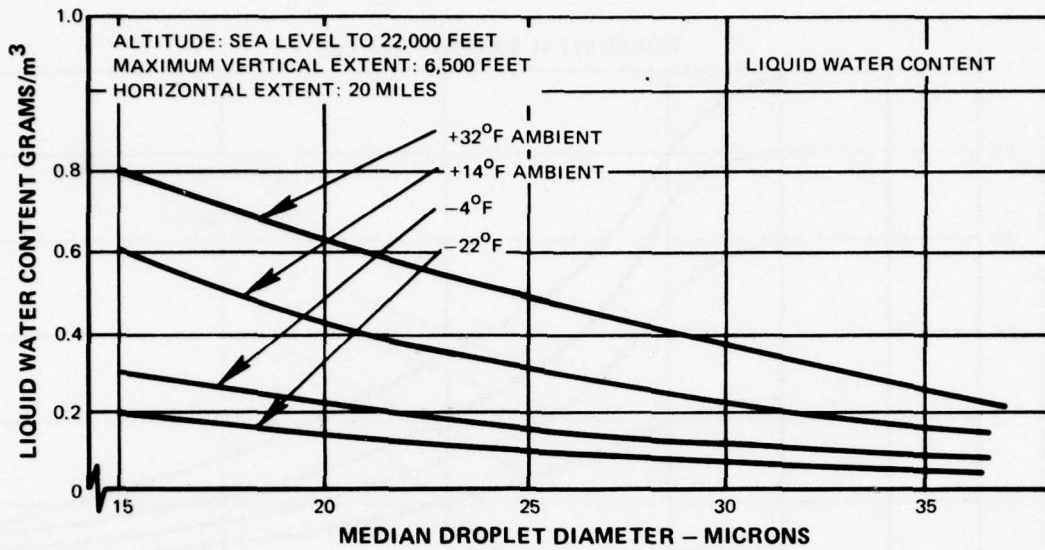 ALTITUDE: SEA LEVEL TO 22,000 FEET
MAXIMUM VERTICAL EXTENT: 6,500 FEET
HORIZONTAL EXTENT: 20 MILES
LIQUID WATER CONTENT
+32°F AMBIENT
+14°F AMBIENT
−4°F
−22°F
LIQUID WATER CONTENT GRAMS/m³
1.0
0.8
0.6
0.4
0.2
0
15
20
25
30
35
MEDIAN DROPLET DIAMETER – MICRONS